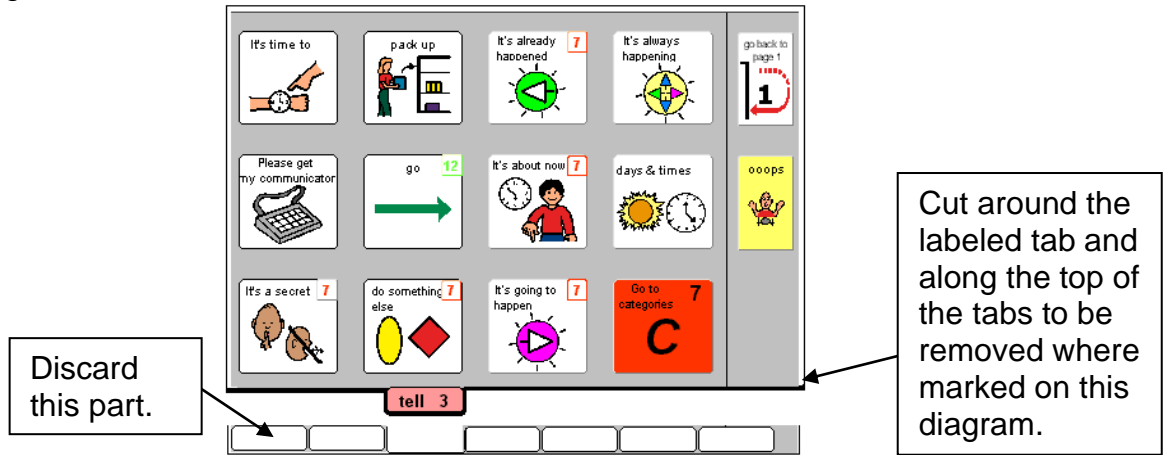 It's time to
pack up
It's already 7
happened
It's always
happening
go back to
page 1
1
Please get
my communicator
go 12
It's about now 7
days & times
ooops
It's a secret 7
do something 7
else
It's going to 7
happen
Go to 7
categories
C
tell 3
Discard
this part.
Cut around the
labeled tab and
along the top of
the tabs to be
removed where
marked on this
diagram.